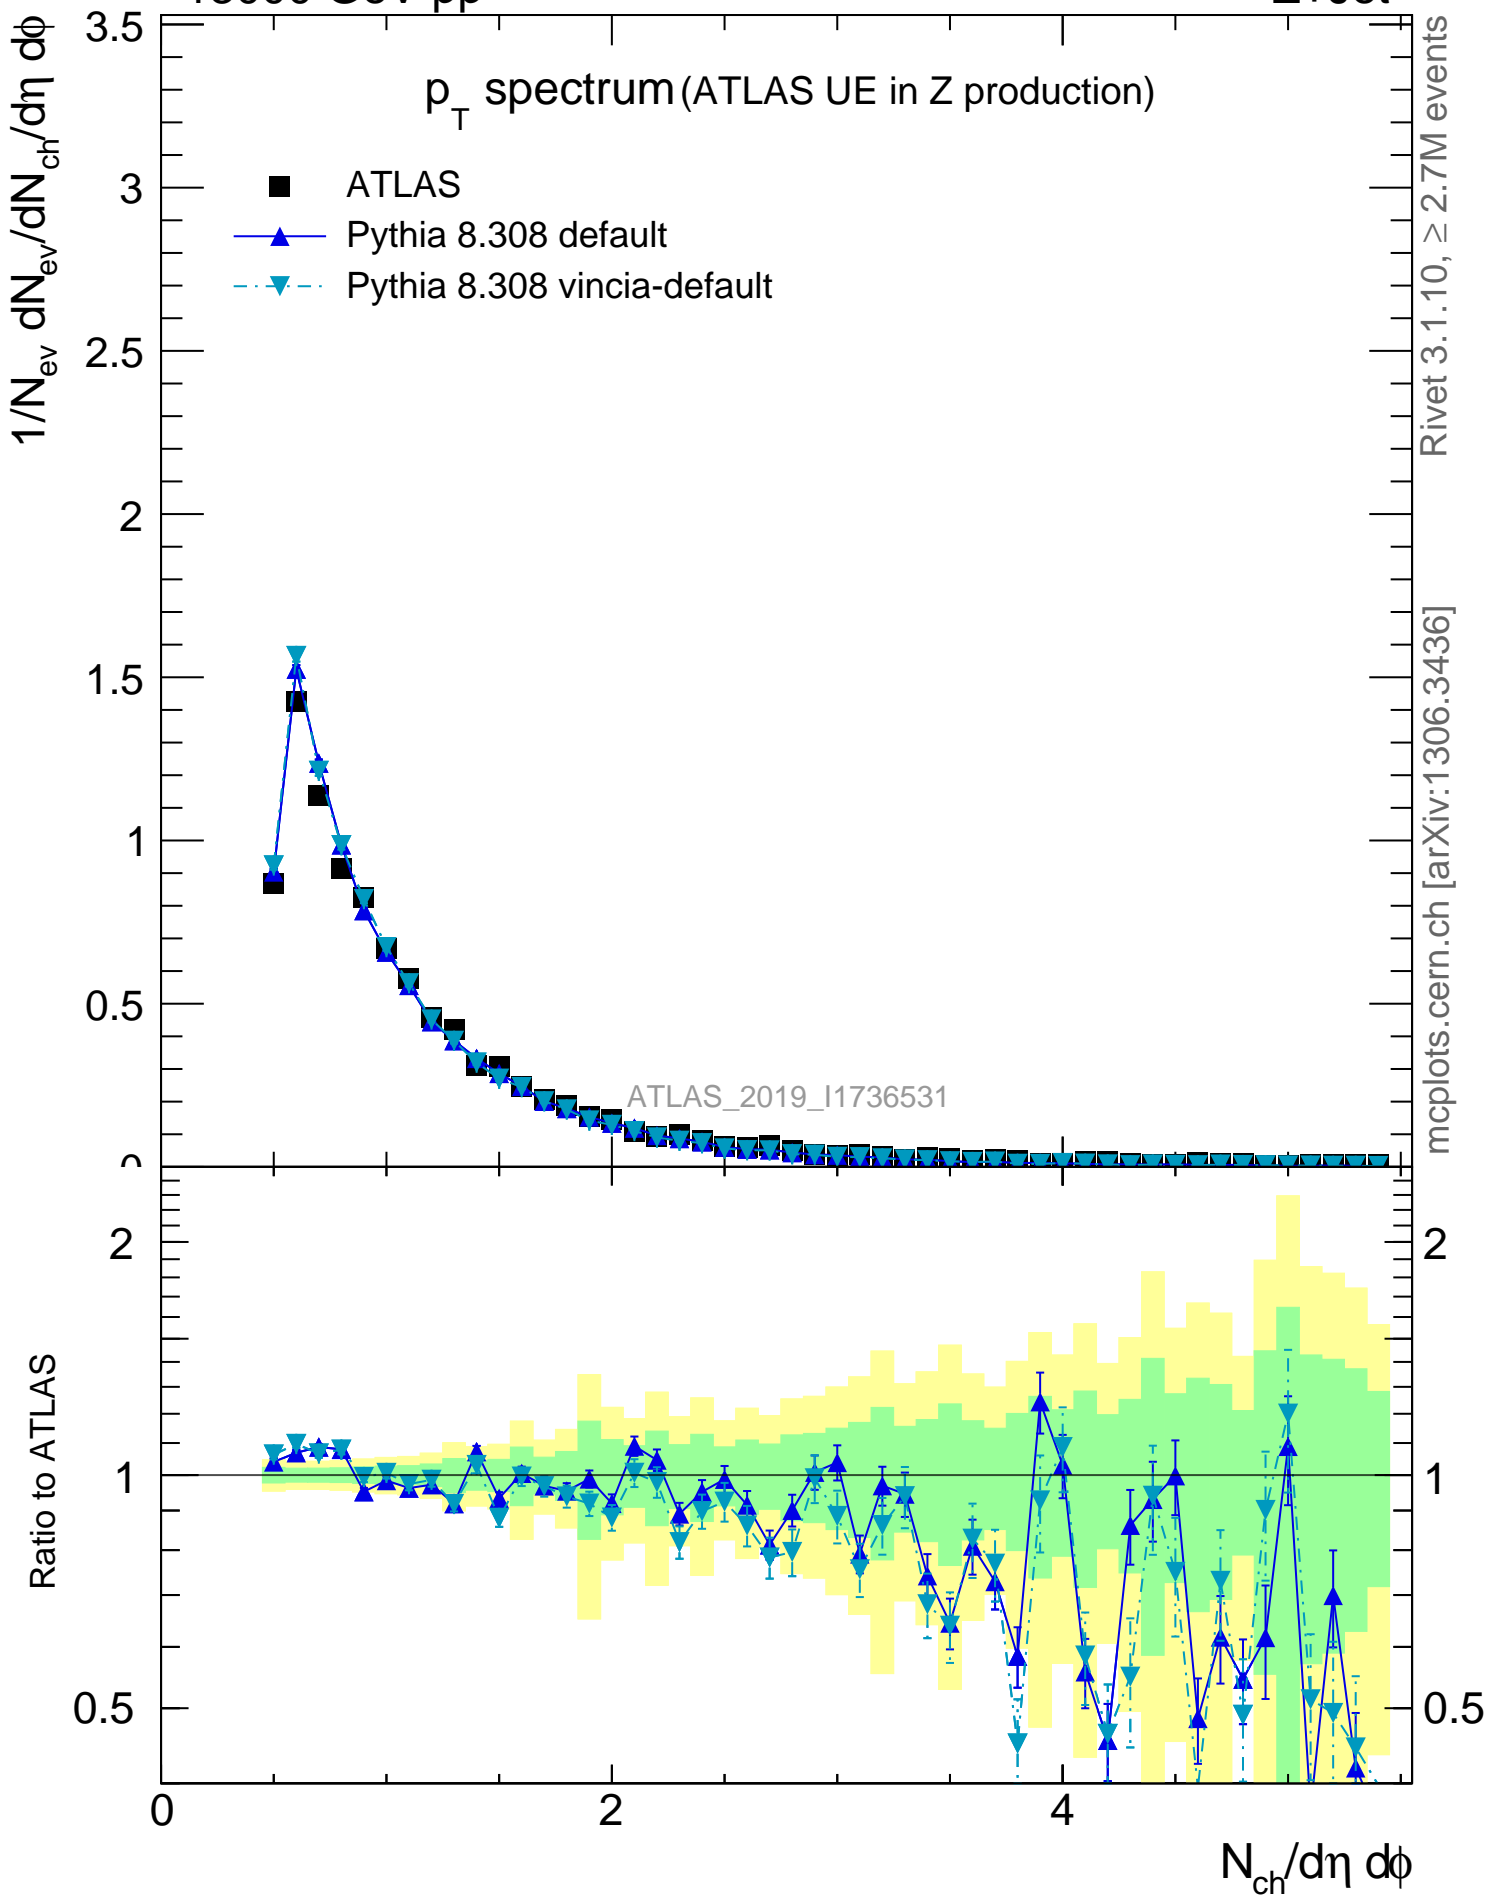 p_T spectrum (ATLAS UE in Z production)
ATLAS
Pythia 8.308 default
Pythia 8.308 vincia-default
1/N_ev dN_ev/dN_ch/dη dϕ
3.5
3
2.5
2
1.5
1
0.5
0
ATLAS_2019_I1736531
Rivet 3.1.10, ≥ 2.7M events
mcplots.cern.ch [arXiv:1306.3436]
Ratio to ATLAS
2
1
0.5
2
1
0.5
0
2
4
N_ch/dη dϕ